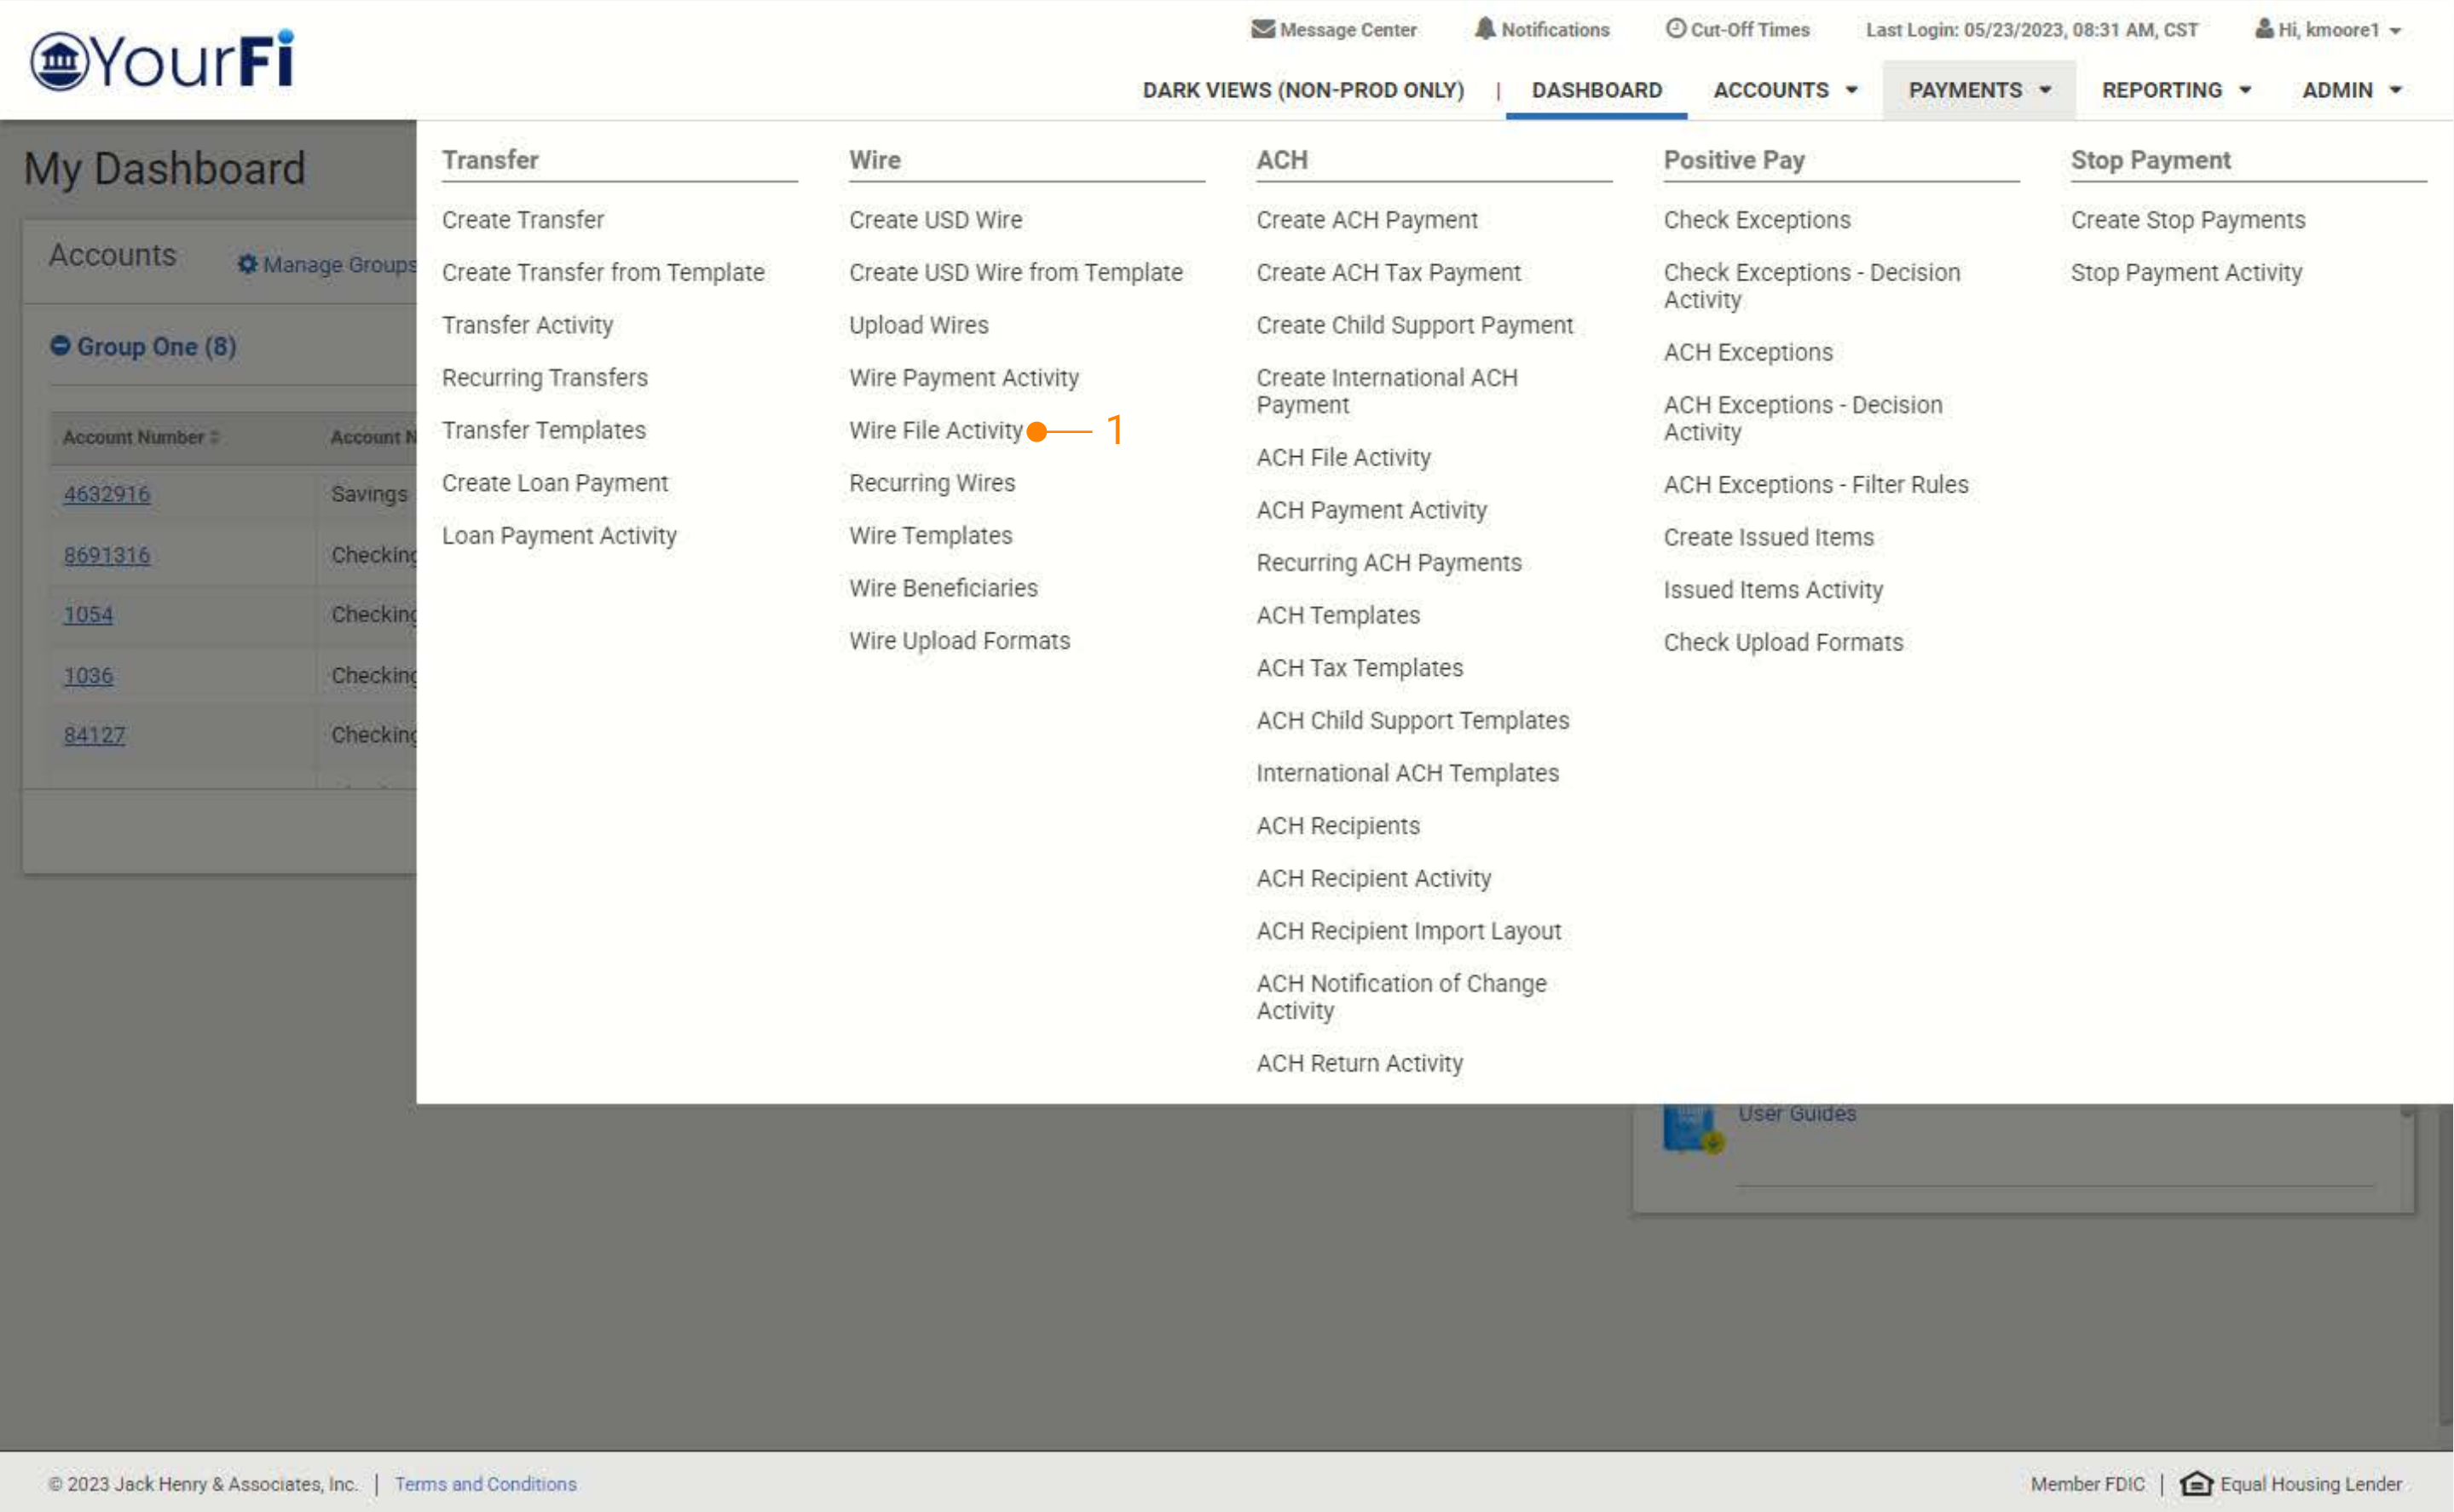 YourFi
Message Center Notifications Cut-Off Times Last Login: 05/23/2023, 08:31 AM, CST Hi, kmoore1
DARK VIEWS (NON-PROD ONLY) | DASHBOARD ACCOUNTS PAYMENTS REPORTING ADMIN
My Dashboard
Accounts Manage Groups
Group One (8)
Account Number Account N
4632916 Savings
8691316 Checking
1054 Checking
1036 Checking
84127 Checking
Transfer
Create Transfer
Create Transfer from Template
Transfer Activity
Recurring Transfers
Transfer Templates
Create Loan Payment
Loan Payment Activity
Wire
Create USD Wire
Create USD Wire from Template
Upload Wires
Wire Payment Activity
Wire File Activity 1
Recurring Wires
Wire Templates
Wire Beneficiaries
Wire Upload Formats
ACH
Create ACH Payment
Create ACH Tax Payment
Create Child Support Payment
Create International ACH
Payment
ACH File Activity
ACH Payment Activity
Recurring ACH Payments
ACH Templates
ACH Tax Templates
ACH Child Support Templates
International ACH Templates
ACH Recipients
ACH Recipient Activity
ACH Recipient Import Layout
ACH Notification of Change
Activity
ACH Return Activity
Positive Pay
Check Exceptions
Check Exceptions - Decision
Activity
ACH Exceptions
ACH Exceptions - Decision
Activity
ACH Exceptions - Filter Rules
Create Issued Items
Issued Items Activity
Check Upload Formats
Stop Payment
Create Stop Payments
Stop Payment Activity
User Guides
© 2023 Jack Henry & Associates, Inc. | Terms and Conditions
Member FDIC | Equal Housing Lender